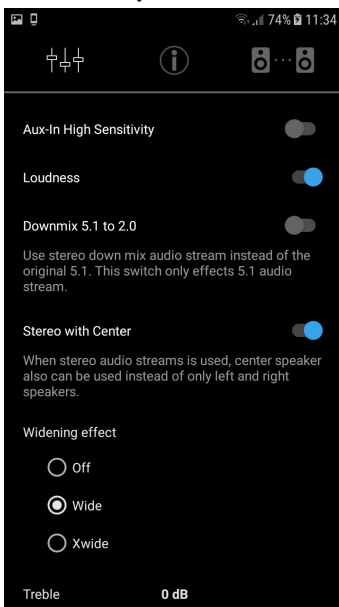 74% 11:34
Aux-In High Sensitivity
Loudness
Downmix 5.1 to 2.0
Use stereo down mix audio stream instead of the
original 5.1. This switch only effects 5.1 audio
stream.
Stereo with Center
When stereo audio streams is used, center speaker
also can be used instead of only left and right
speakers.
Widening effect
Off
Wide
Xwide
Treble 0 dB